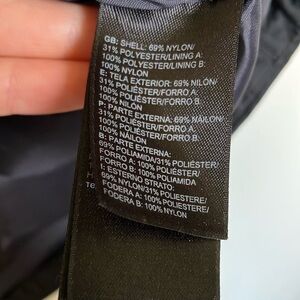 GB: SHELL: 69% NYLON/
31% POLYESTER/LINING A:
100% POLYESTER/LINING B:
100% NYLON
E: TELA EXTERIOR: 69% NILÓN/
31% POLIÉSTER/FORRO A:
100% POLIÉSTER/FORRO B:
100% NILÓN
P: PARTE EXTERNA: 69% NÁILON/
31% POLIÉSTER/FORRO A:
100% POLIÉSTER/FORRO B:
100% NÁILON
B: PARTE EXTERNA:
69% POLIAMIDA/31% POLIÉSTER/
FORRO A: 100% POLIÉSTER/
FORRO B: 100% POLIAMIDA
ESTERNO STRATO:
69% NYLON/31% POLIESTERE/
FODERA A: 100% POLIESTERE/
FODERA B: 100% NYLON